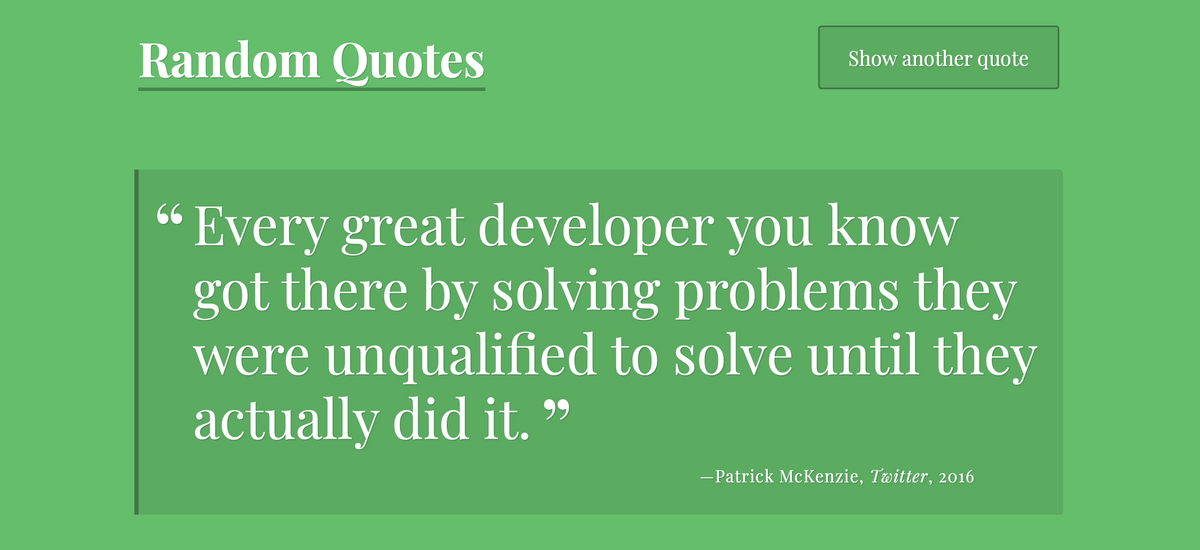 Random Quotes
Show another quote
“ Every great developer you know
got there by solving problems they
were unqualified to solve until they
actually did it. ”
—Patrick McKenzie, Twitter, 2016